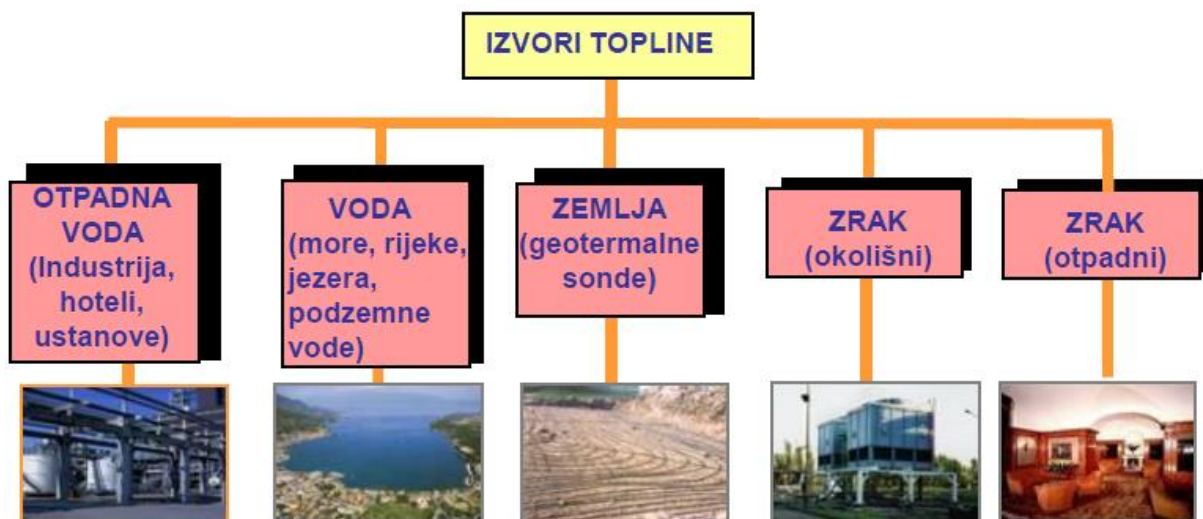 IZVORI TOPLINE
OTPADNA
VODA
(Industrija,
hoteli,
ustanove)
VODA
(more, rijeke,
jezera,
podzemne
vode)
ZEMLJA
(geotermalne
sonde)
ZRAK
(okolišni)
ZRAK
(otpadni)